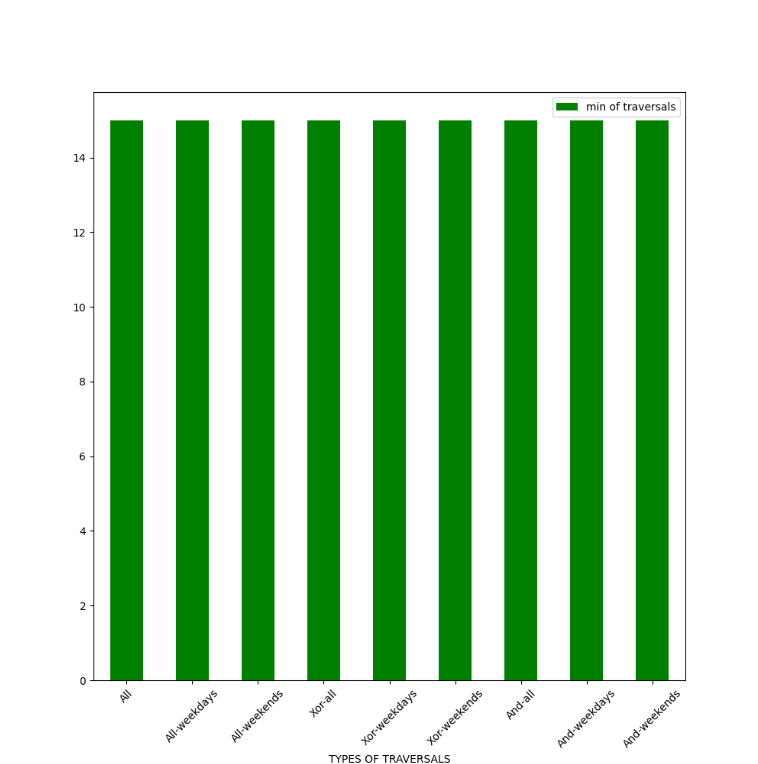 min of traversals
14
12
10
8
6
4
2
0
All
All-weekdays
All-weekends
Xor-all
Xor-weekdays
Xor-weekends
And-all
And-weekdays
And-weekends
TYPES OF TRAVERSALS